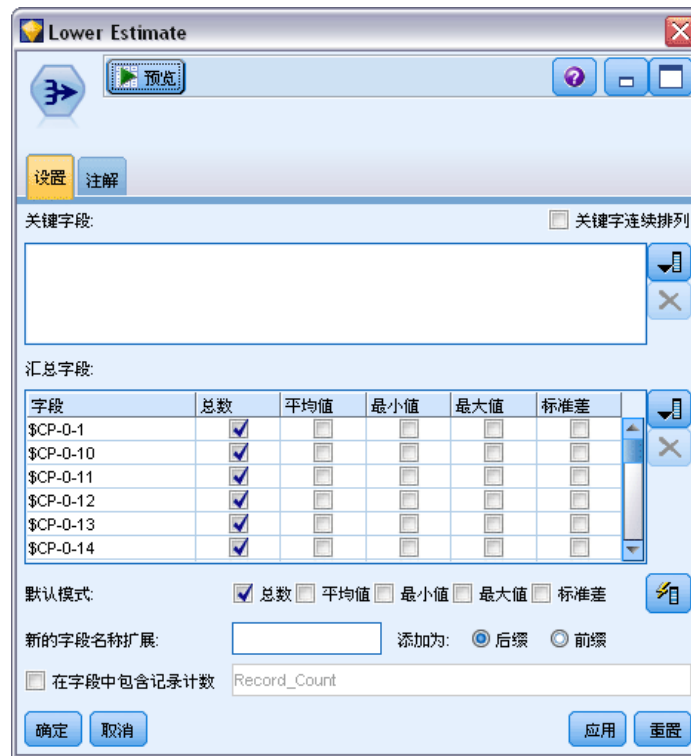 Lower Estimate
预览
设置 注解
关键字段: 关键字连续排列
汇总字段:
字段 总数 平均值 最小值 最大值 标准差
$CP-0-1
$CP-0-10
$CP-0-11
$CP-0-12
$CP-0-13
$CP-0-14
默认模式: 总数 平均值 最小值 最大值 标准差
新的字段名称扩展: 添加为: 后缀 前缀
在字段中包含记录计数 Record_Count
确定 取消 应用 重置